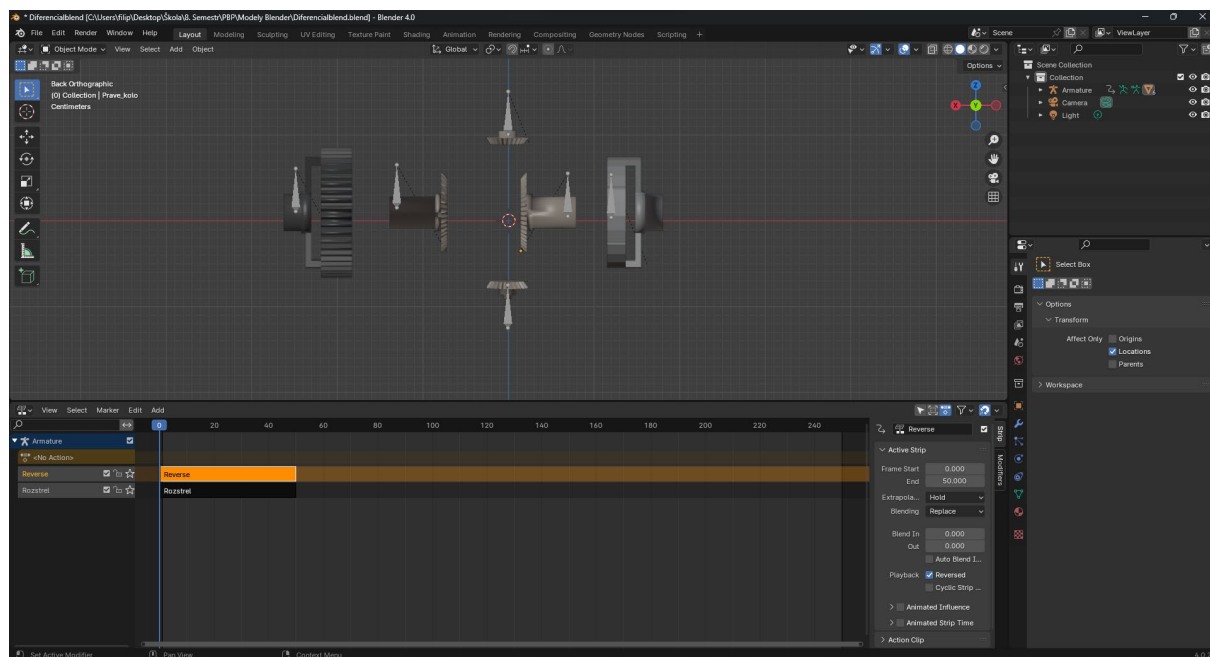 * Diferencialblend [C:\Users\filip\Desktop\Škola\8. Semestr\PBP\Modely Blender\Diferencialblend.blend] - Blender 4.0
File Edit Render Window Help Layout Modeling Sculpting UV Editing Texture Paint Shading Animation Rendering Compositing Geometry Nodes Scripting + Scene ViewLayer
Object Mode View Select Add Object Global
Options
Back Orthographic
(0) Collection | Prave_kolo
Centimeters
X Y Z
Scene Collection
Collection
Armature
Camera
Light
Select Box
Options
Transform
Affect Only Origins
Locations
Parents
Workspace
View Select Marker Edit Add
0 20 40 60 80 100 120 140 160 180 200 220 240
Armature
<No Action>
Reverse Reverse
Rozstrel Rozstrel
Reverse
Active Strip
Frame Start 0.000
End 50.000
Extrapola... Hold
Blending Replace
Blend In 0.000
Out 0.000
Auto Blend I...
Playback Reversed
Cyclic Strip ...
Animated Influence
Animated Strip Time
Action Clip
Strip
Modifiers
Set Active Modifier Pan View Context Menu